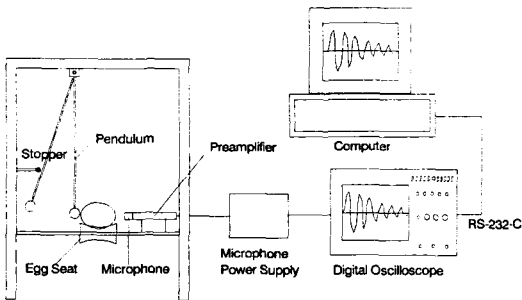 Pendulum
Stopper
Preamplifier
Computer
RS-232-C
Egg Seat
Microphone
Microphone
Power Supply
Digital Oscilloscope